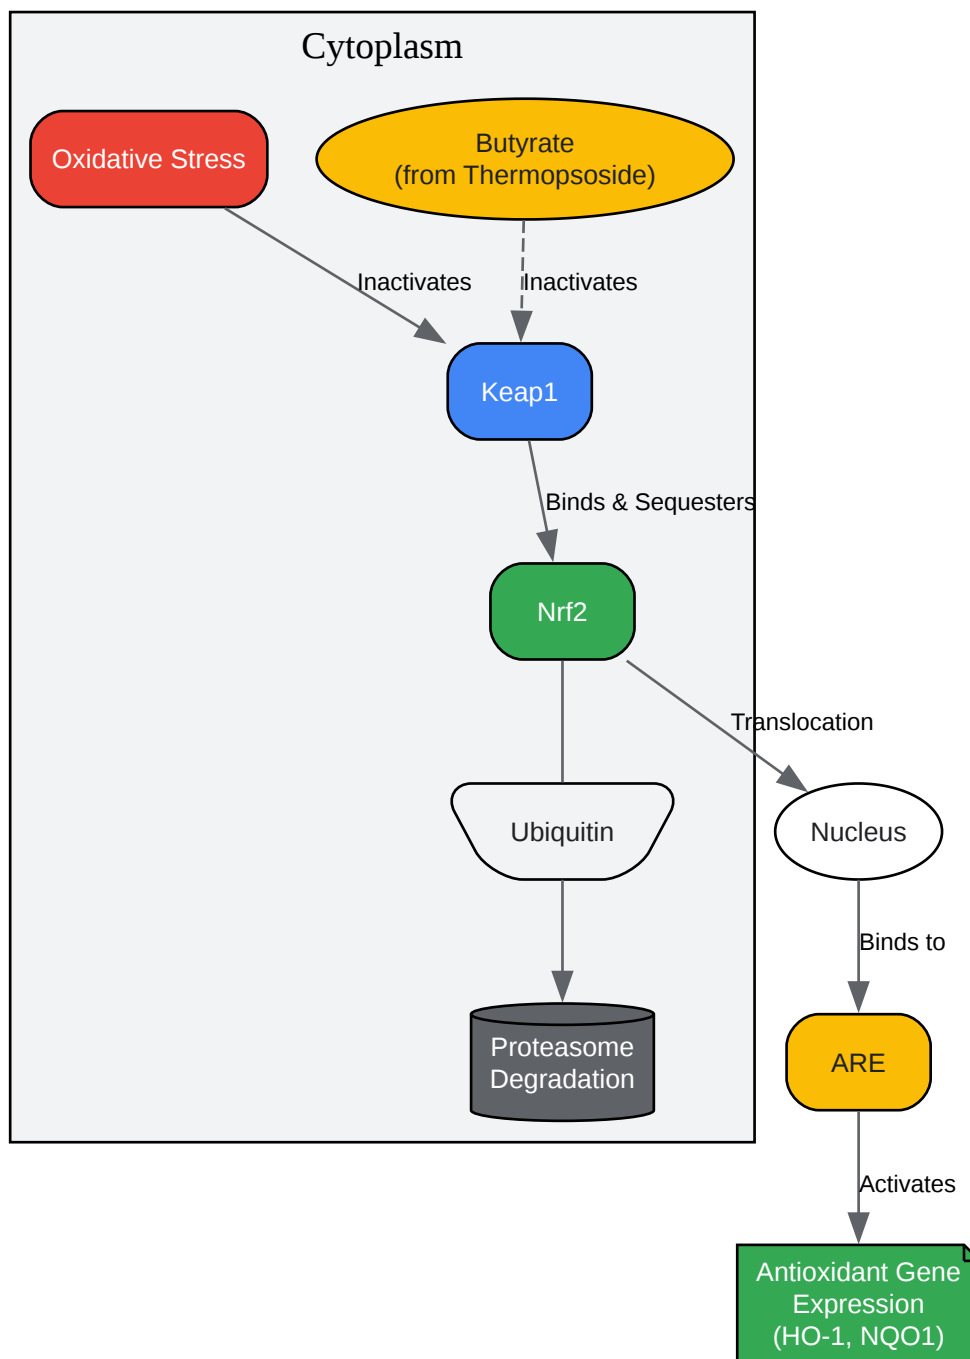 Cytoplasm
Oxidative Stress
Butyrate
(from Thermopsoside)
Inactivates
Inactivates
Keap1
Binds & Sequesters
Nrf2
Translocation
Ubiquitin
Nucleus
Binds to
Proteasome
Degradation
ARE
Activates
Antioxidant Gene
Expression
(HO-1, NQO1)